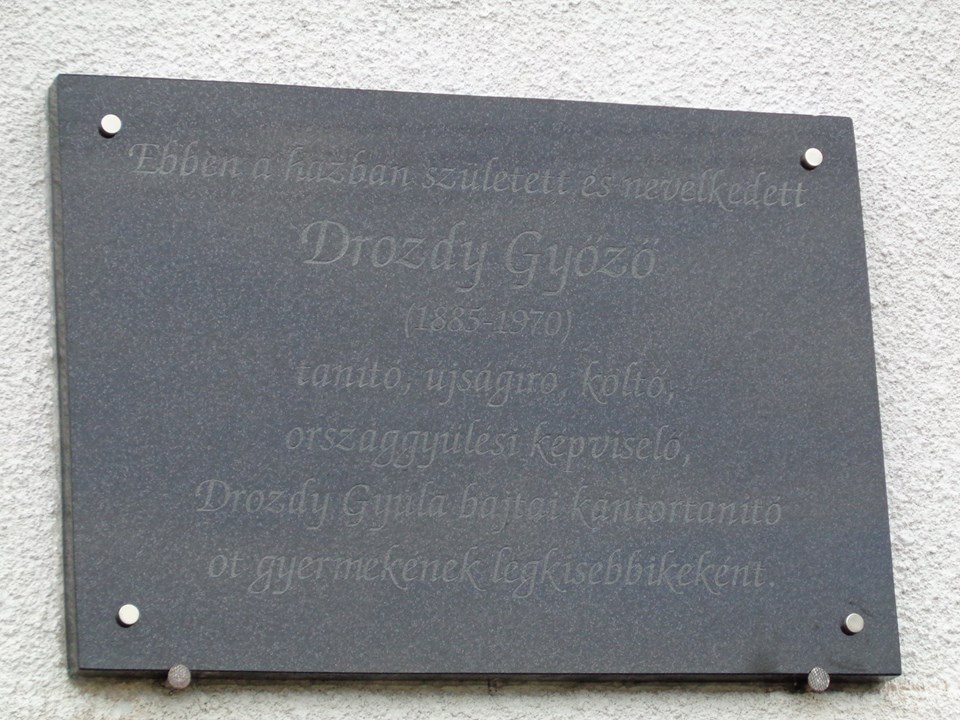 Ebben a házban született és nevelkedett
Drozdy Győző
(1885-1970)
tanító, újságíró, költő,
országgyűlési képviselő,
Drozdy Gyula bajtai kántortanító
öt gyermekének legkisebbikeként.